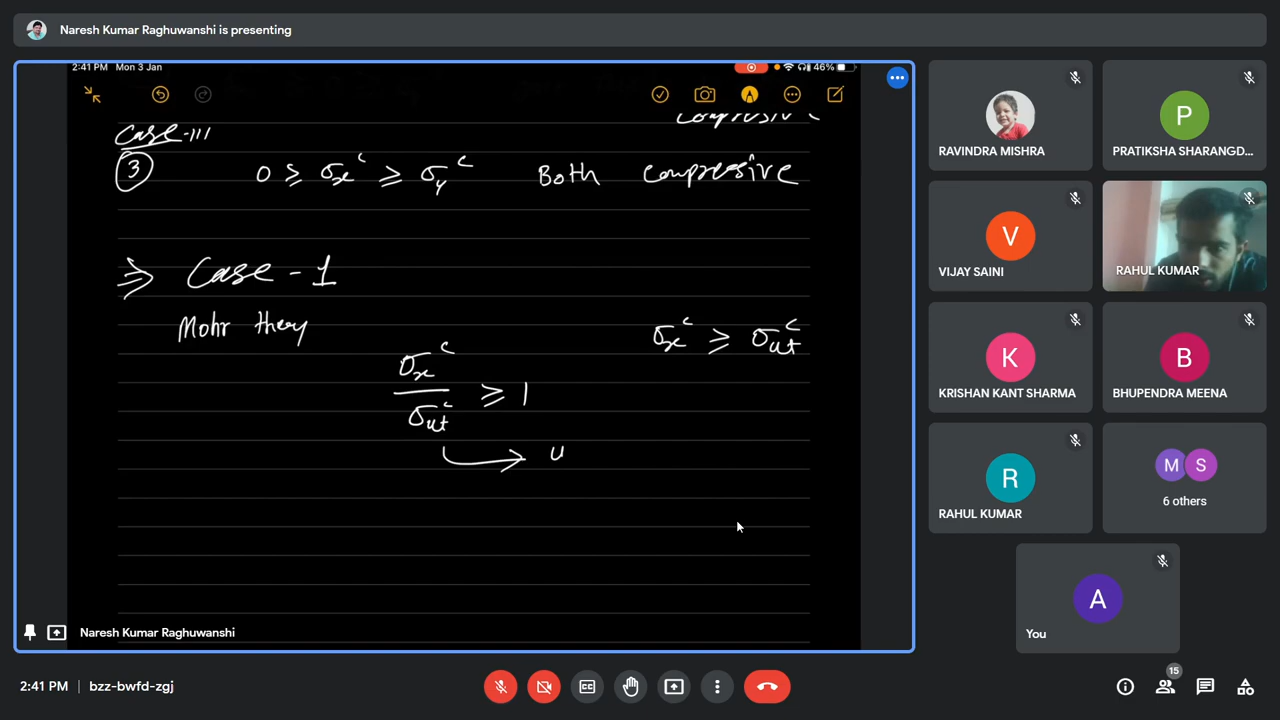 Naresh Kumar Raghuwanshi is presenting
2:41 PM Mon 3 Jan
46%
Compressive
Case-III
③ 0 ≥ σx^c ≥ σy^c Both compressive
⇒ Case - 1
Mohr theory
σx^c ≥ σut^c
σx^c / σut^c ≥ 1
u
Naresh Kumar Raghuwanshi
RAVINDRA MISHRA
P
PRATIKSHA SHARANGD...
V
VIJAY SAINI
RAHUL KUMAR
K
KRISHAN KANT SHARMA
B
BHUPENDRA MEENA
R
RAHUL KUMAR
M S
6 others
A
You
2:41 PM | bzz-bwfd-zgj
CC
15